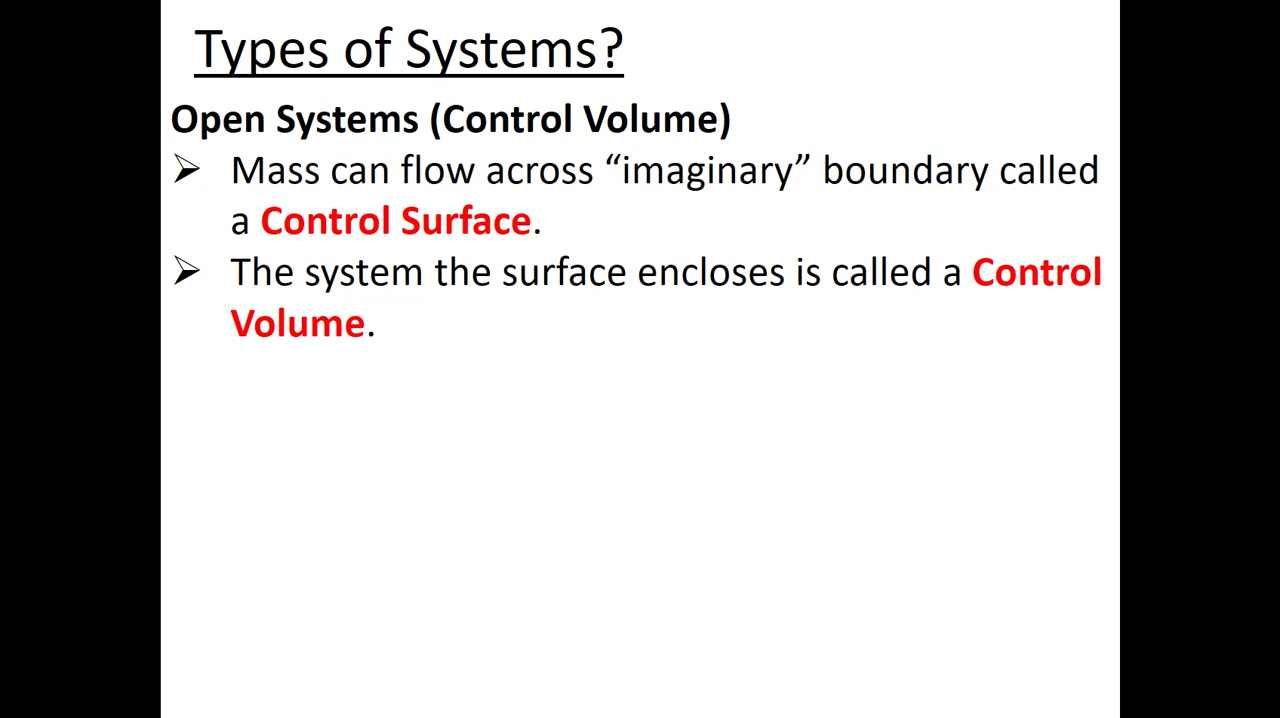 Types of Systems?
Open Systems (Control Volume)
➢ Mass can flow across “imaginary” boundary called
a Control Surface.
➢ The system the surface encloses is called a Control
Volume.